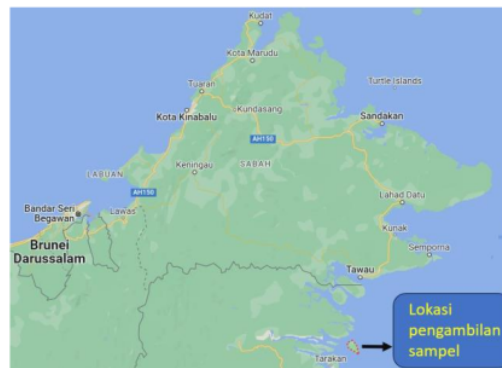 Kudat
Kota Marudu
Turtle Islands
Tuaran
Kundasang
Sandakan
Kota Kinabalu
AH150
LABUAN
Keningau
SABAH
AH150
Lahad Datu
Bandar Seri
Begawan
Lawas
Kunak
Brunei
Darussalam
Semporna
Tawau
Lokasi
pengambilan
sampel
Tarakan